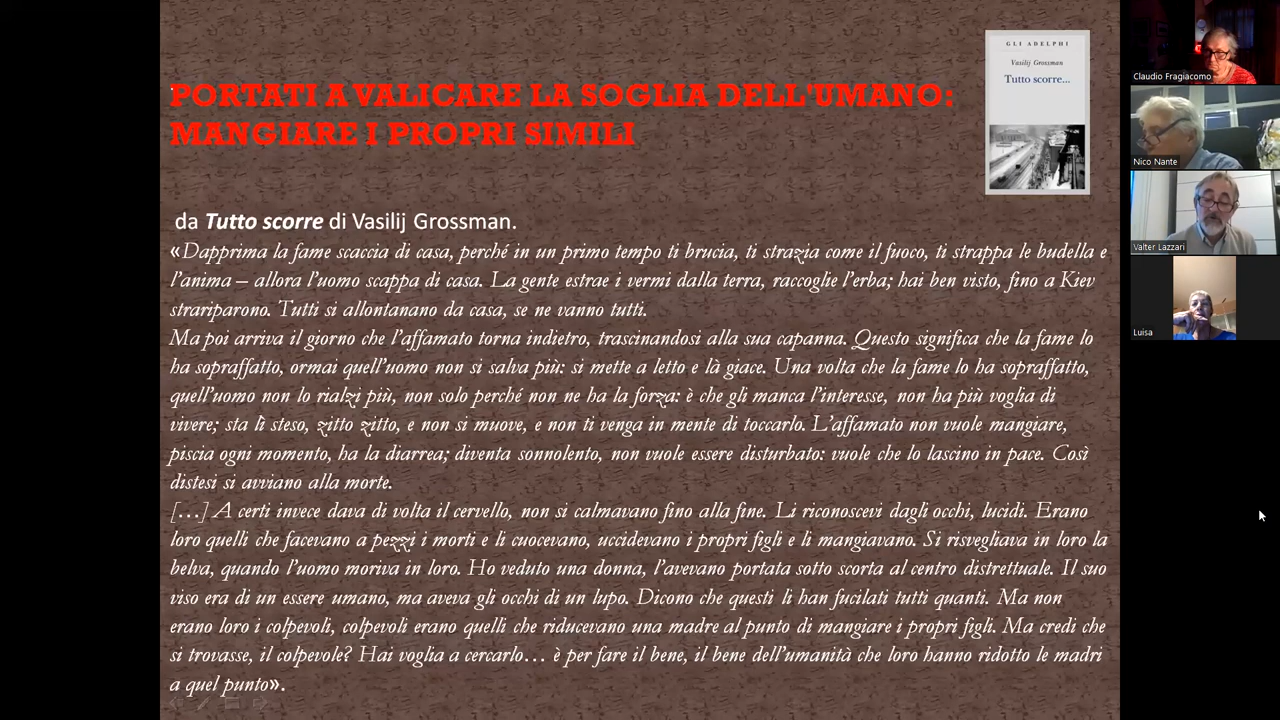 PORTATI A VALICARE LA SOGLIA DELL'UMANO:
MANGIARE I PROPRI SIMILI
GLI ADELPHI
Vasilij Grossman
Tutto scorre...
da Tutto scorre di Vasilij Grossman.
«Dapprima la fame scaccia di casa, perché in un primo tempo ti brucia, ti strazia come il fuoco, ti strappa le budella e
l'anima – allora l'uomo scappa di casa. La gente estrae i vermi dalla terra, raccoglie l'erba; hai ben visto, fino a Kiev
strariparono. Tutti si allontanano da casa, se ne vanno tutti.
Ma poi arriva il giorno che l'affamato torna indietro, trascinandosi alla sua capanna. Questo significa che la fame lo
ha sopraffatto, ormai quell'uomo non si salva più: si mette a letto e là giace. Una volta che la fame lo ha sopraffatto,
quell'uomo non lo rialzi più, non solo perché non ne ha la forza: è che gli manca l'interesse, non ha più voglia di
vivere; sta lì steso, zitto zitto, e non si muove, e non ti venga in mente di toccarlo. L'affamato non vuole mangiare,
piscia ogni momento, ha la diarrea; diventa sonnolento, non vuole essere disturbato: vuole che lo lascino in pace. Così
distesi si avviano alla morte.
[…] A certi invece dava di volta il cervello, non si calmavano fino alla fine. Li riconoscevi dagli occhi, lucidi. Erano
loro quelli che facevano a pezzi i morti e li cuocevano, uccidevano i propri figli e li mangiavano. Si risvegliava in loro la
belva, quando l'uomo moriva in loro. Ho veduto una donna, l'avevano portata sotto scorta al centro distrettuale. Il suo
viso era di un essere umano, ma aveva gli occhi di un lupo. Dicono che questi li han fucilati tutti quanti. Ma non
erano loro i colpevoli, colpevoli erano quelli che riducevano una madre al punto di mangiare i propri figli. Ma credi che
si trovasse, il colpevole? Hai voglia a cercarlo… è per fare il bene, il bene dell'umanità che loro hanno ridotto le madri
a quel punto».
Claudio Fragiacomo
Nico Nante
Valter Lazzari
Luisa